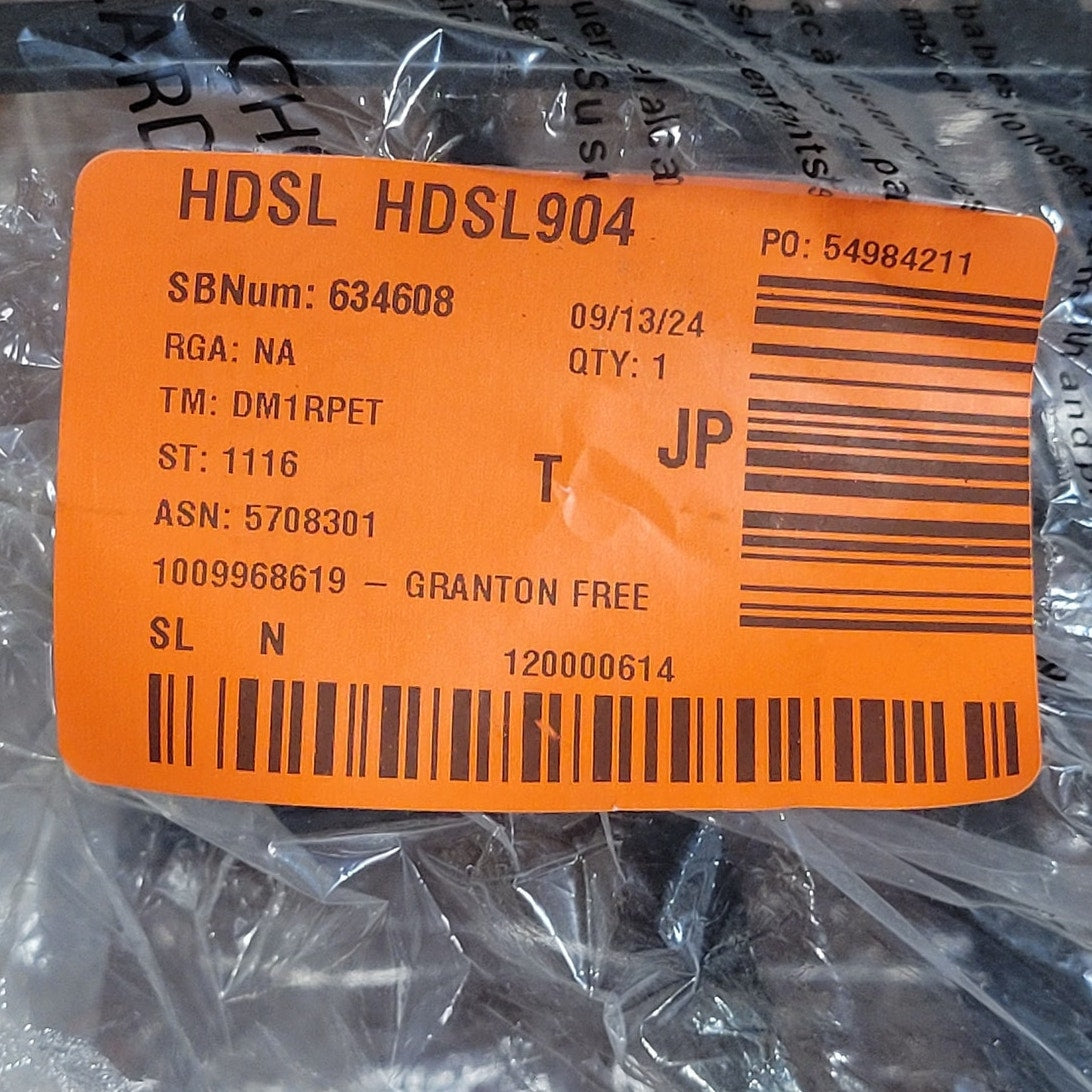 HDSL HDSL904
PO: 54984211
SBNum: 634608
09/13/24
RGA: NA
QTY: 1
TM: DM1RPET
JP
ST: 1116
T
ASN: 5708301
1009968619 – GRANTON FREE
SL N
120000614